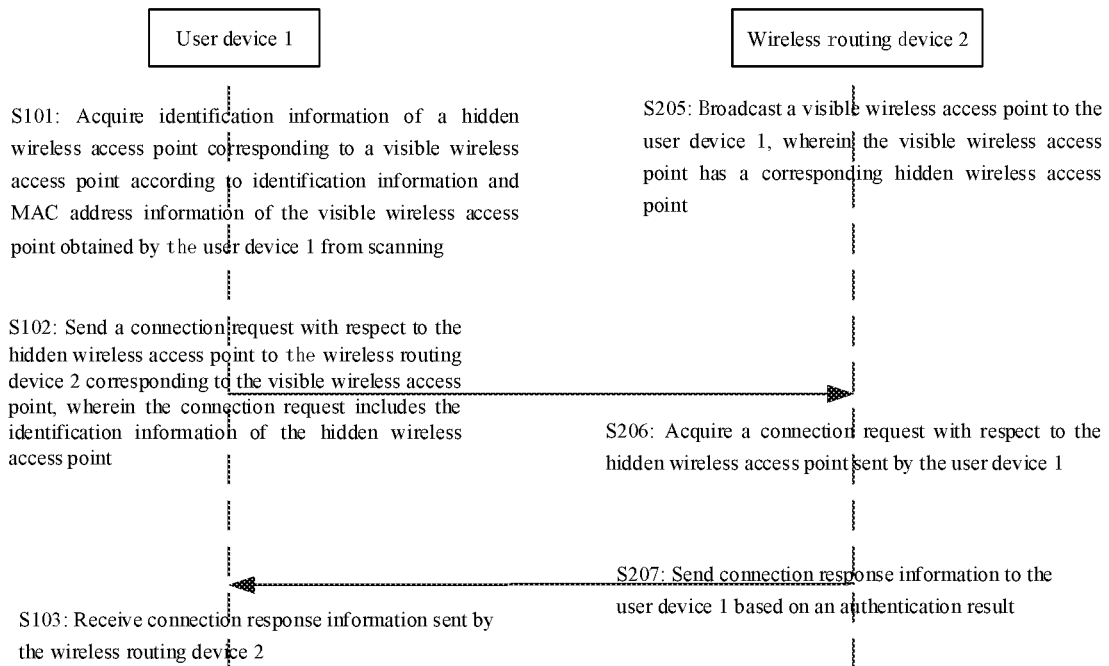 User device 1
Wireless routing device 2
S101: Acquire identification information of a hidden
wireless access point corresponding to a visible wireless
access point according to identification information and
MAC address information of the visible wireless access
point obtained by the user device 1 from scanning
S205: Broadcast a visible wireless access point to the
user device 1, wherein the visible wireless access
point has a corresponding hidden wireless access
point
S102: Send a connection request with respect to the
hidden wireless access point to the wireless routing
device 2 corresponding to the visible wireless access
point, wherein the connection request includes the
identification information of the hidden wireless
access point
S206: Acquire a connection request with respect to the
hidden wireless access point sent by the user device 1
S207: Send connection response information to the
user device 1 based on an authentication result
S103: Receive connection response information sent by
the wireless routing device 2